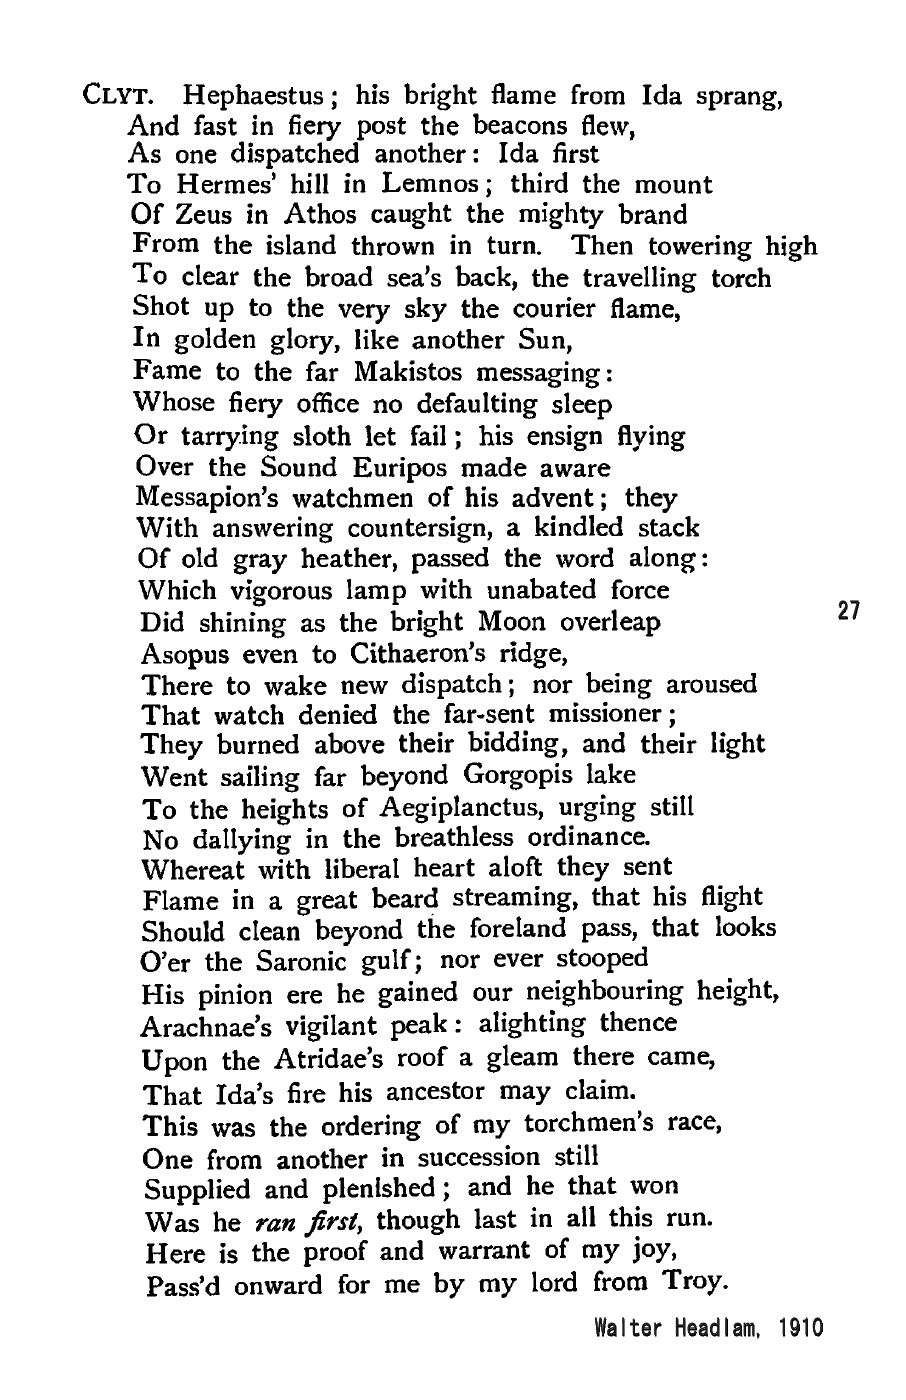 CLYT. Hephaestus; his bright flame from Ida sprang,
And fast in fiery post the beacons flew,
As one dispatched another: Ida first
To Hermes' hill in Lemnos; third the mount
Of Zeus in Athos caught the mighty brand
From the island thrown in turn. Then towering high
To clear the broad sea's back, the travelling torch
Shot up to the very sky the courier flame,
In golden glory, like another Sun,
Fame to the far Makistos messaging:
Whose fiery office no defaulting sleep
Or tarrying sloth let fail; his ensign flying
Over the Sound Euripos made aware
Messapion's watchmen of his advent; they
With answering countersign, a kindled stack
Of old gray heather, passed the word along:
Which vigorous lamp with unabated force
Did shining as the bright Moon overleap
27
Asopus even to Cithaeron's ridge,
There to wake new dispatch; nor being aroused
That watch denied the far-sent missioner;
They burned above their bidding, and their light
Went sailing far beyond Gorgopis lake
To the heights of Aegiplanctus, urging still
No dallying in the breathless ordinance.
Whereat with liberal heart aloft they sent
Flame in a great beard streaming, that his flight
Should clean beyond the foreland pass, that looks
O'er the Saronic gulf; nor ever stooped
His pinion ere he gained our neighbouring height,
Arachnae's vigilant peak: alighting thence
Upon the Atridae's roof a gleam there came,
That Ida's fire his ancestor may claim.
This was the ordering of my torchmen's race,
One from another in succession still
Supplied and plenished; and he that won
Was he ran first, though last in all this run.
Here is the proof and warrant of my joy,
Pass'd onward for me by my lord from Troy.
Walter Headlam, 1910